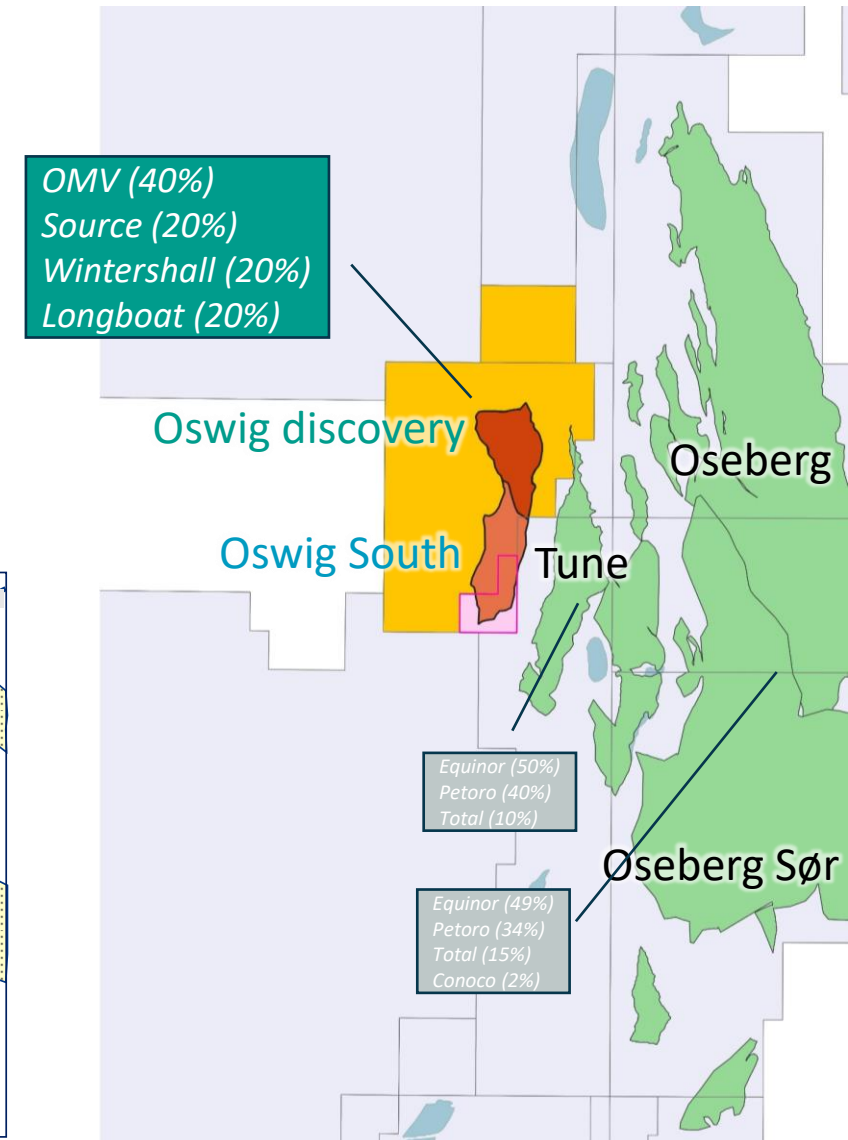 OMV (40%)
Source (20%)
Wintershall (20%)
Longboat (20%)
Oswig discovery
Oseberg
Oswig South
Tune
Equinor (50%)
Petoro (40%)
Total (10%)
Oseberg Sør
Equinor (49%)
Petoro (34%)
Total (15%)
Conoco (2%)